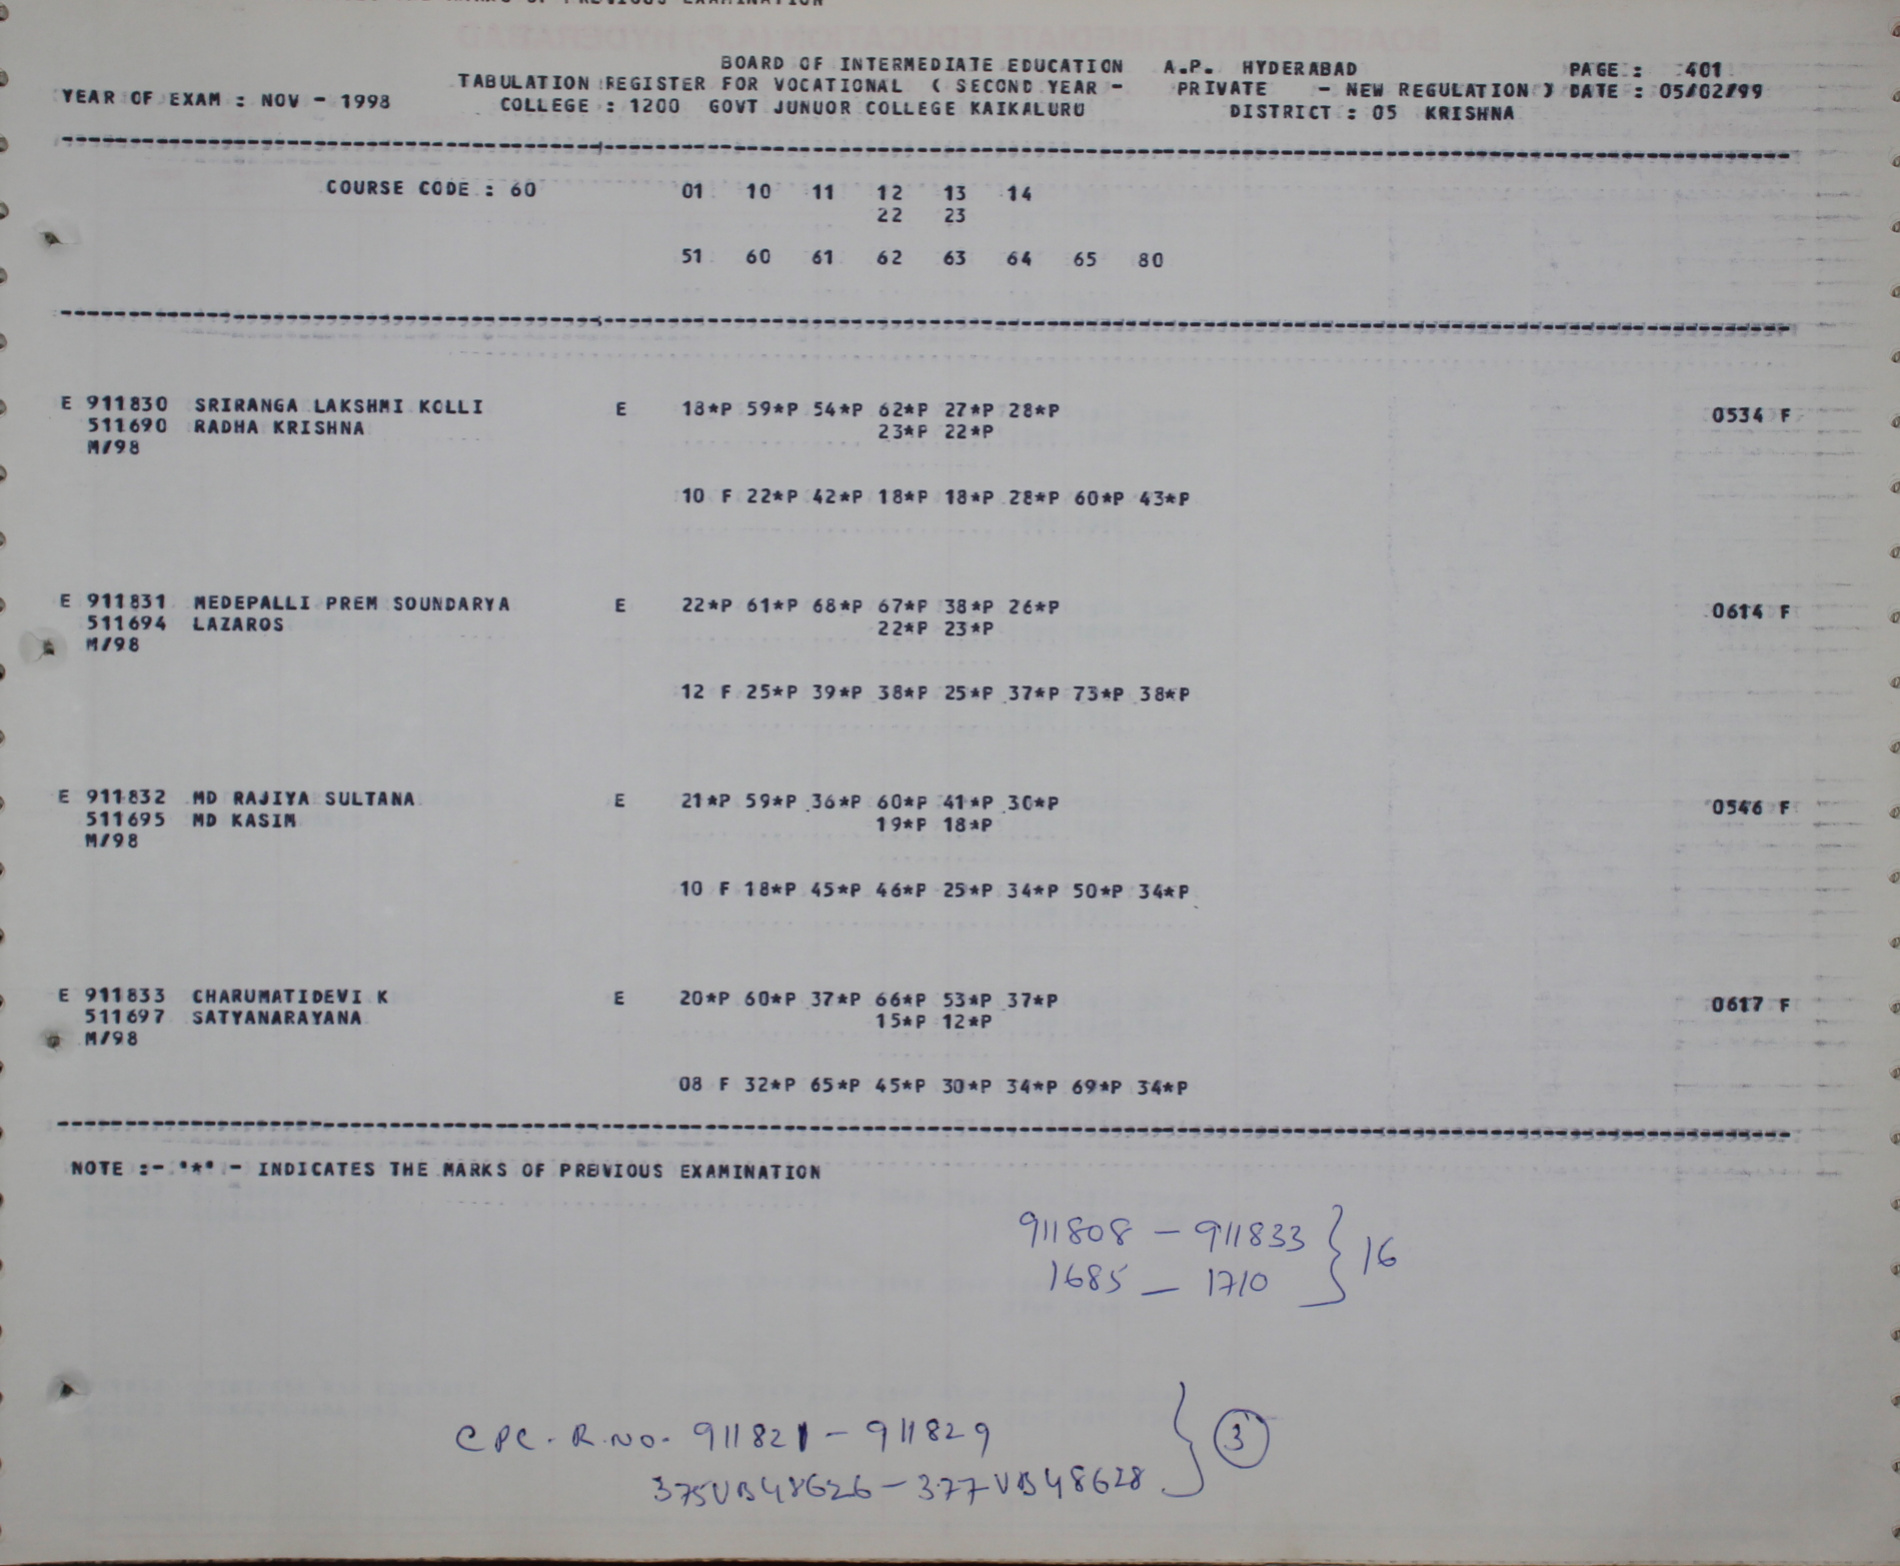 BOARD OF INTERMEDIATE EDUCATION A.P. HYDERABAD PAGE : 401
TABULATION REGISTER FOR VOCATIONAL ( SECOND YEAR - PRIVATE - NEW REGULATION ) DATE : 05/02/99
YEAR OF EXAM : NOV - 1998 COLLEGE : 1200 GOVT JUNUOR COLLEGE KAIKALURU DISTRICT : 05 KRISHNA
COURSE CODE : 60 01 10 11 12 13 14
22 23
51 60 61 62 63 64 65 80
E 911830 SRIRANGA LAKSHMI KOLLI E 18*P 59*P 54*P 62*P 27*P 28*P 0534 F
511690 RADHA KRISHNA 23*P 22*P
M/98
10 F 22*P 42*P 18*P 18*P 28*P 60*P 43*P
E 911831 MEDEPALLI PREM SOUNDARYA E 22*P 61*P 68*P 67*P 38*P 26*P 0614 F
511694 LAZAROS 22*P 23*P
M/98
12 F 25*P 39*P 38*P 25*P 37*P 73*P 38*P
E 911832 MD RAJIYA SULTANA E 21*P 59*P 36*P 60*P 41*P 30*P 0546 F
511695 MD KASIM 19*P 18*P
M/98
10 F 18*P 45*P 46*P 25*P 34*P 50*P 34*P
E 911833 CHARUMATIDEVI K E 20*P 60*P 37*P 66*P 53*P 37*P 0617 F
511697 SATYANARAYANA 15*P 12*P
M/98
08 F 32*P 65*P 45*P 30*P 34*P 69*P 34*P
NOTE :- '*' - INDICATES THE MARKS OF PREVIOUS EXAMINATION
911808 - 911833 } 16
1685 - 1710
CPC. R.NO. 911821 - 911829 } 3
375VB48626 - 377VB48628